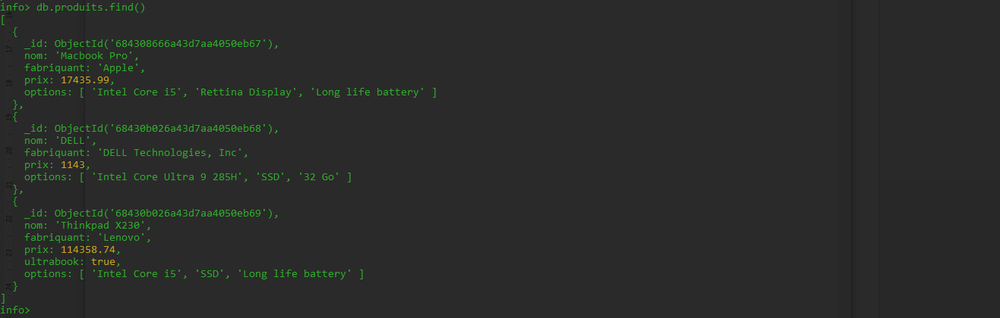 info> db.produits.find()
[
  {
    _id: ObjectId('684308666a43d7aa4050eb67'),
    nom: 'Macbook Pro',
    fabriquant: 'Apple',
    prix: 17435.99,
    options: [ 'Intel Core i5', 'Rettina Display', 'Long life battery' ]
  },
  {
    _id: ObjectId('68430b026a43d7aa4050eb68'),
    nom: 'DELL',
    fabriquant: 'DELL Technologies, Inc',
    prix: 1143,
    options: [ 'Intel Core Ultra 9 285H', 'SSD', '32 Go' ]
  },
  {
    _id: ObjectId('68430b026a43d7aa4050eb69'),
    nom: 'Thinkpad X230',
    fabriquant: 'Lenovo',
    prix: 114358.74,
    ultrabook: true,
    options: [ 'Intel Core i5', 'SSD', 'Long life battery' ]
  }
]
info>